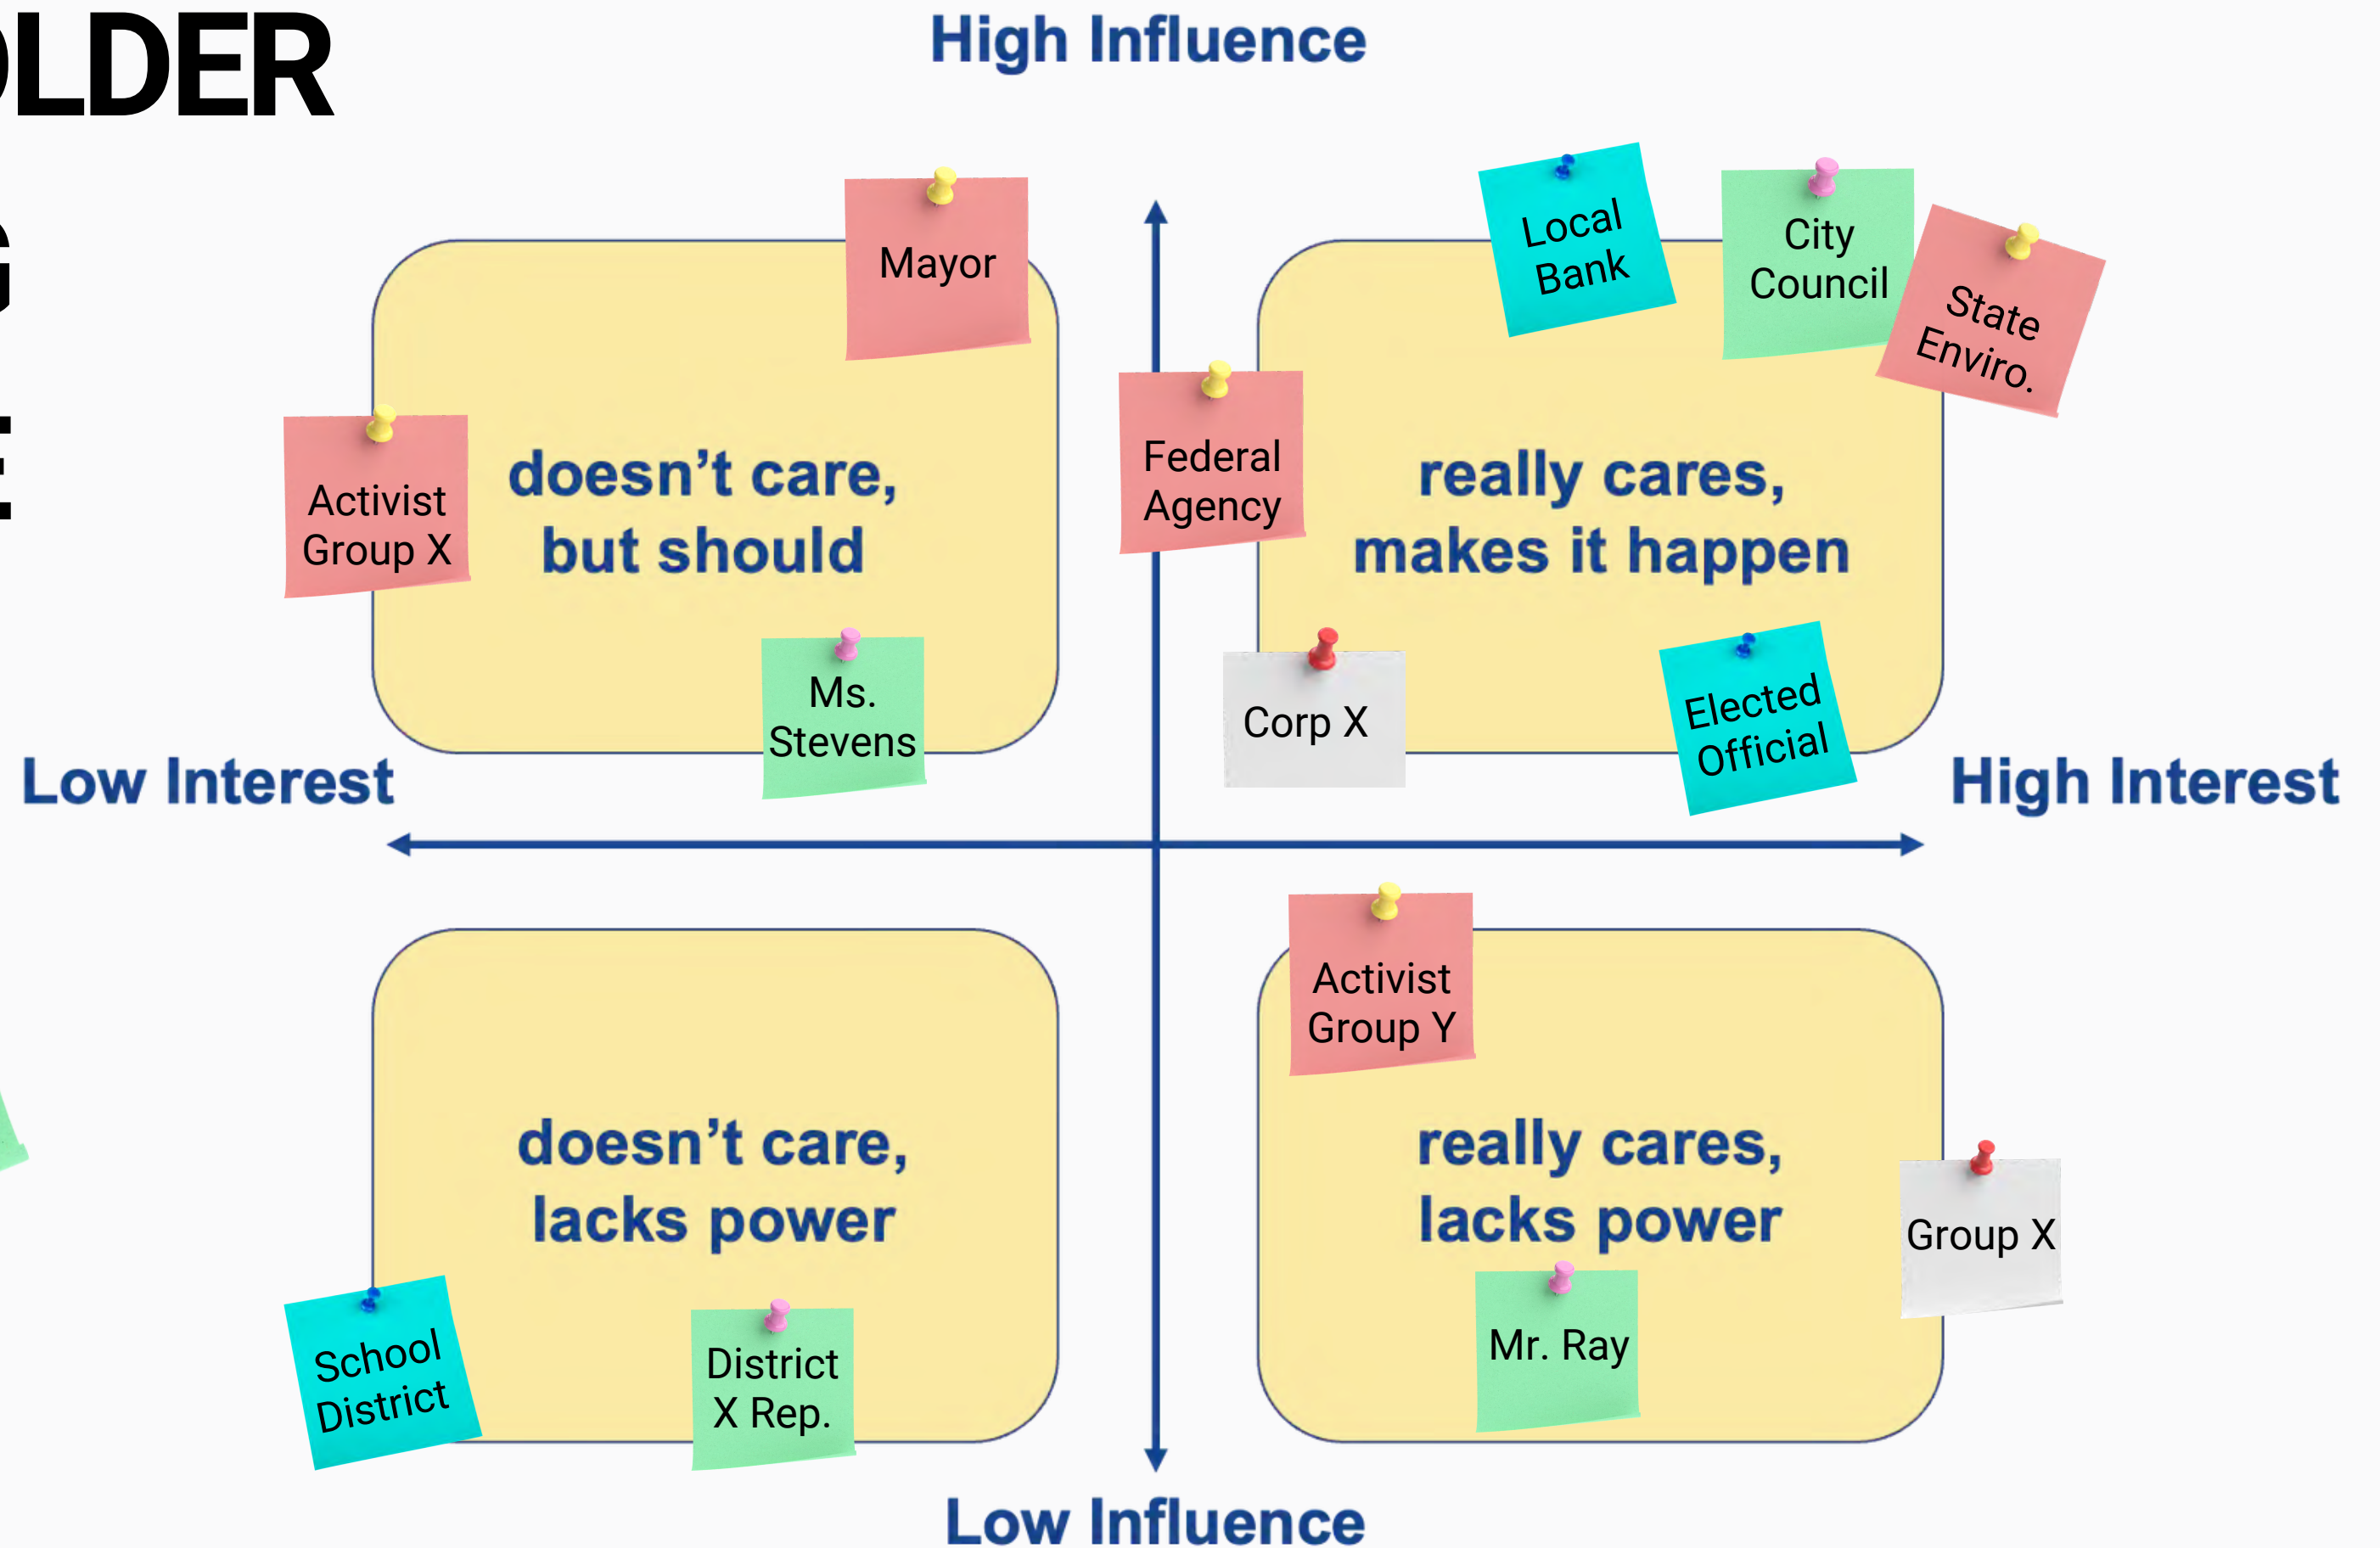 OLDER
G
E
High Influence
Mayor
Local
Bank
City
Council
State
Enviro.
Activist
Group X
doesn’t care,
but should
Federal
Agency
really cares,
makes it happen
Ms.
Stevens
Corp X
Elected
Official
Low Interest
High Interest
Activist
Group Y
doesn’t care,
lacks power
really cares,
lacks power
Group X
School
District
District
X Rep.
Mr. Ray
Low Influence